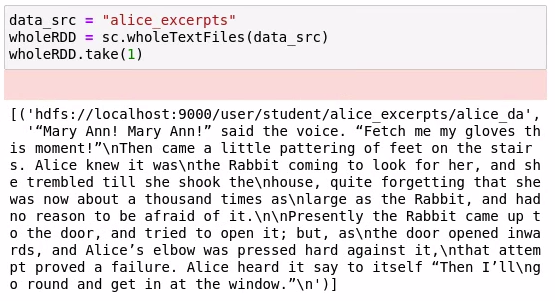 data_src = "alice_excerpts"
wholeRDD = sc.wholeTextFiles(data_src)
wholeRDD.take(1)
[('hdfs://localhost:9000/user/student/alice_excerpts/alice_da',
'“Mary Ann! Mary Ann!” said the voice. “Fetch me my gloves th
is moment!”\nThen came a little pattering of feet on the stair
s. Alice knew it was\nthe Rabbit coming to look for her, and sh
e trembled till she shook the\nhouse, quite forgetting that she
was now about a thousand times as\nlarge as the Rabbit, and had
no reason to be afraid of it.\n\nPresently the Rabbit came up t
o the door, and tried to open it; but, as\nthe door opened inwa
rds, and Alice’s elbow was pressed hard against it,\nthat attem
pt proved a failure. Alice heard it say to itself “Then I’ll\ng
o round and get in at the window.”\n')]